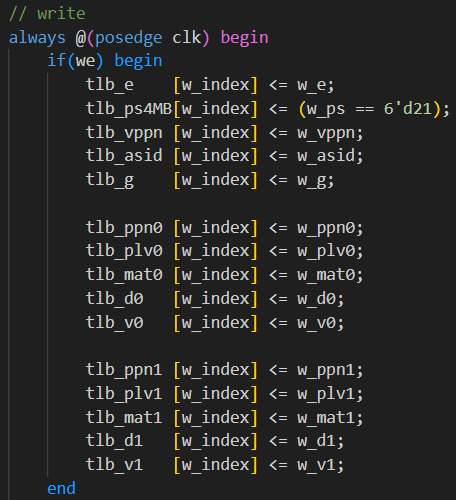 // write
always @(posedge clk) begin
    if(we) begin
        tlb_e    [w_index] <= w_e;
        tlb_ps4MB[w_index] <= (w_ps == 6'd21);
        tlb_vppn [w_index] <= w_vppn;
        tlb_asid [w_index] <= w_asid;
        tlb_g    [w_index] <= w_g;

        tlb_ppn0 [w_index] <= w_ppn0;
        tlb_plv0 [w_index] <= w_plv0;
        tlb_mat0 [w_index] <= w_mat0;
        tlb_d0   [w_index] <= w_d0;
        tlb_v0   [w_index] <= w_v0;

        tlb_ppn1 [w_index] <= w_ppn1;
        tlb_plv1 [w_index] <= w_plv1;
        tlb_mat1 [w_index] <= w_mat1;
        tlb_d1   [w_index] <= w_d1;
        tlb_v1   [w_index] <= w_v1;
    end